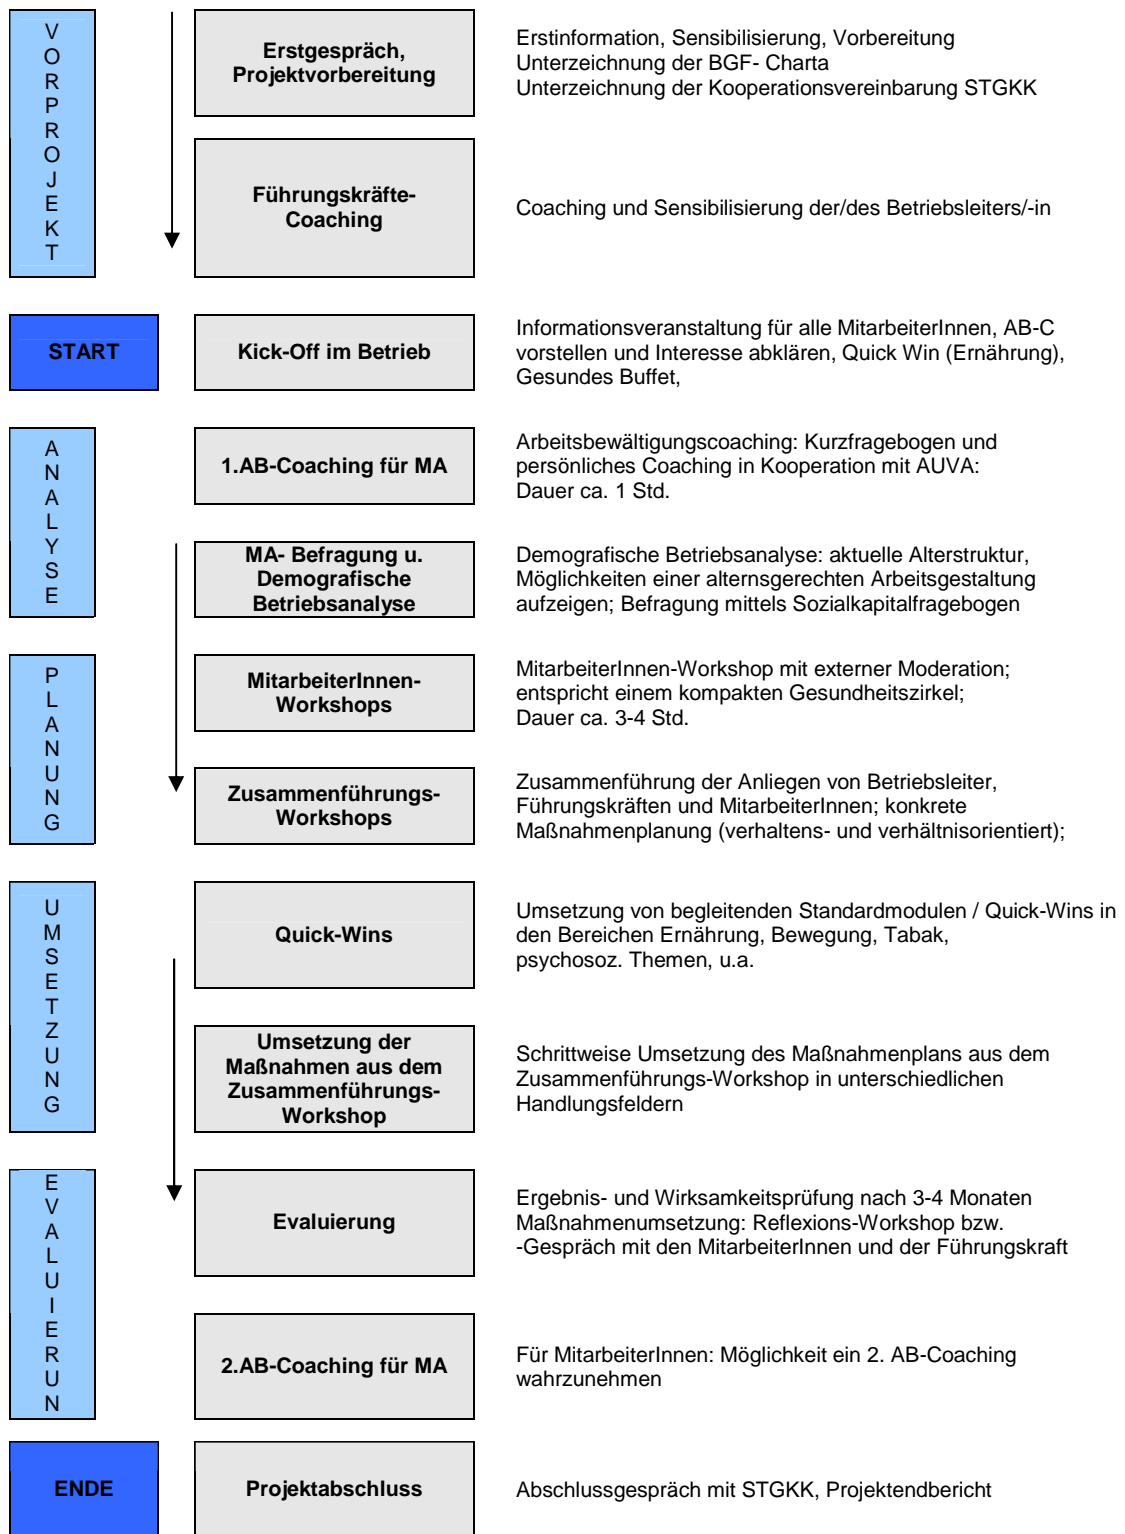 VORPROJEKT
Erstgespräch,
Projektvorbereitung
Erstinformation, Sensibilisierung, Vorbereitung
Unterzeichnung der BGF- Charta
Unterzeichnung der Kooperationsvereinbarung STGKK
Führungskräfte-
Coaching
Coaching und Sensibilisierung der/des Betriebsleiters/-in
START
Kick-Off im Betrieb
Informationsveranstaltung für alle MitarbeiterInnen, AB-C
vorstellen und Interesse abklären, Quick Win (Ernährung),
Gesundes Buffet,
ANALYSE
1.AB-Coaching für MA
Arbeitsbewältigungscoaching: Kurzfragebogen und
persönliches Coaching in Kooperation mit AUVA:
Dauer ca. 1 Std.
MA- Befragung u.
Demografische
Betriebsanalyse
Demografische Betriebsanalyse: aktuelle Alterstruktur,
Möglichkeiten einer alternsgerechten Arbeitsgestaltung
aufzeigen; Befragung mittels Sozialkapitalfragebogen
PLANUNG
MitarbeiterInnen-
Workshops
MitarbeiterInnen-Workshop mit externer Moderation;
entspricht einem kompakten Gesundheitszirkel;
Dauer ca. 3-4 Std.
Zusammenführungs-
Workshops
Zusammenführung der Anliegen von Betriebsleiter,
Führungskräften und MitarbeiterInnen; konkrete
Maßnahmenplanung (verhaltens- und verhältnisorientiert);
UMSETZUNG
Quick-Wins
Umsetzung von begleitenden Standardmodulen / Quick-Wins in
den Bereichen Ernährung, Bewegung, Tabak,
psychosoz. Themen, u.a.
Umsetzung der
Maßnahmen aus dem
Zusammenführungs-
Workshop
Schrittweise Umsetzung des Maßnahmenplans aus dem
Zusammenführungs-Workshop in unterschiedlichen
Handlungsfeldern
EVALUIERUN
Evaluierung
Ergebnis- und Wirksamkeitsprüfung nach 3-4 Monaten
Maßnahmenumsetzung: Reflexions-Workshop bzw.
-Gespräch mit den MitarbeiterInnen und der Führungskraft
2.AB-Coaching für MA
Für MitarbeiterInnen: Möglichkeit ein 2. AB-Coaching
wahrzunehmen
ENDE
Projektabschluss
Abschlussgespräch mit STGKK, Projektendbericht